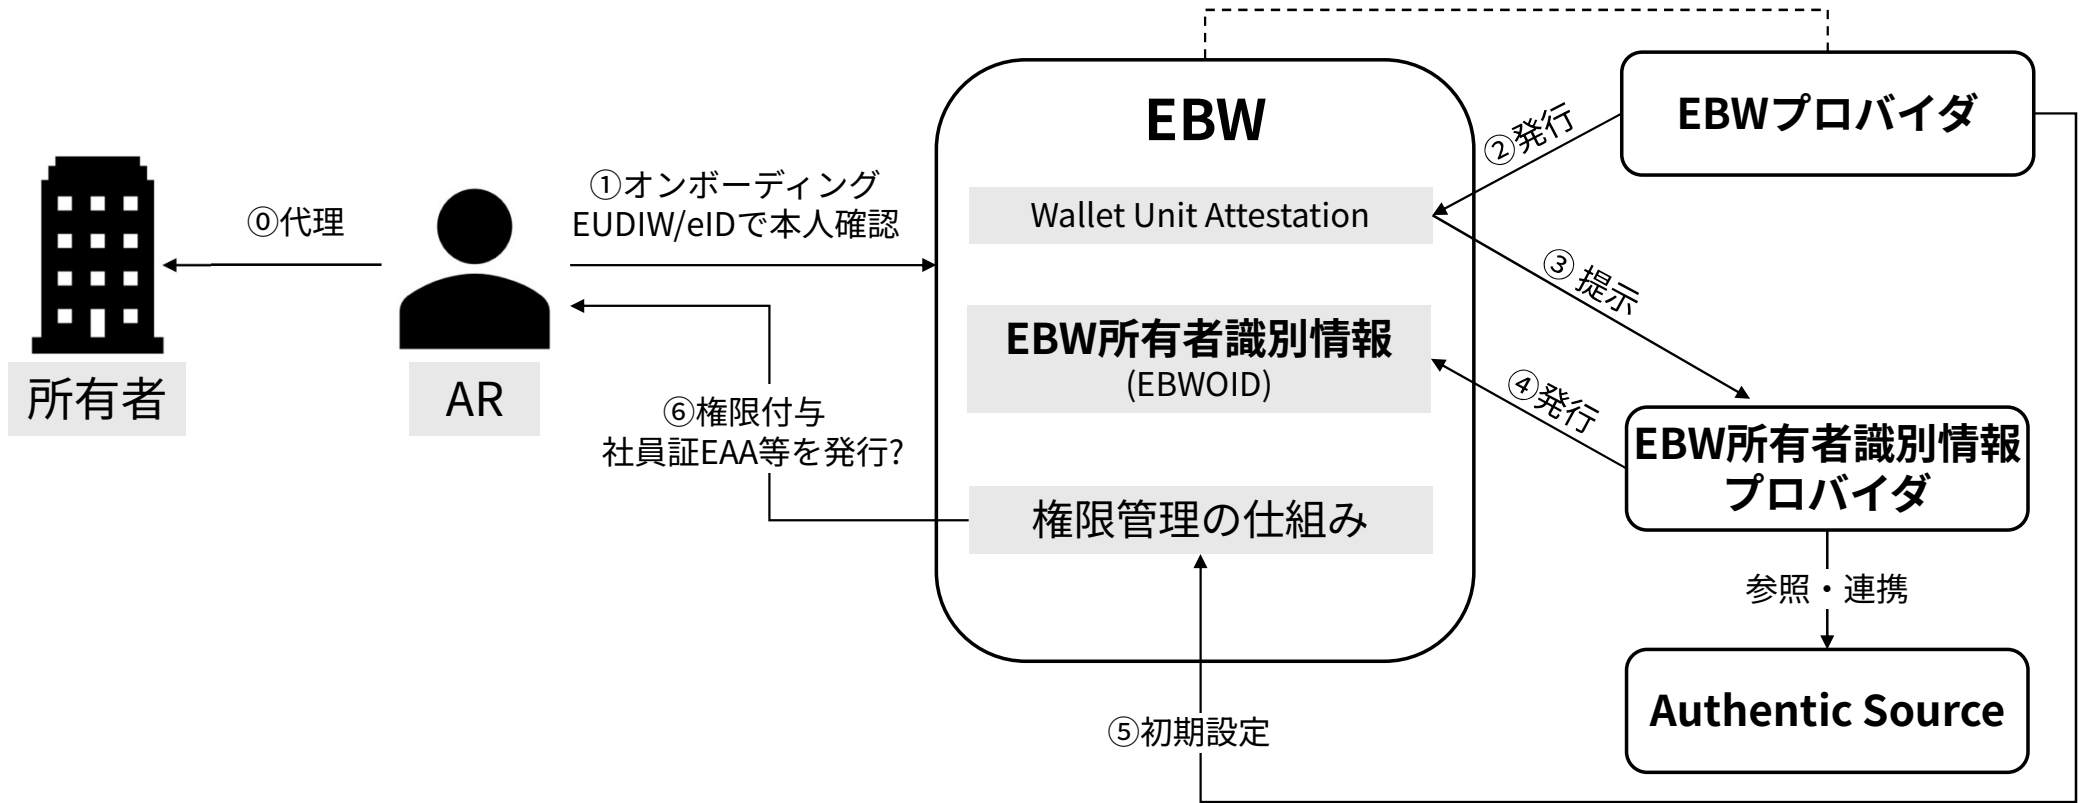 EBW
EBWプロバイダ
②発行
①オンボーディング
EUDIW/eIDで本人確認
⓪代理
Wallet Unit Attestation
③ 提示
EBW所有者識別情報
(EBWOID)
④発行
所有者
AR
⑥権限付与
社員証EAA等を発行?
EBW所有者識別情報
プロバイダ
権限管理の仕組み
参照・連携
Authentic Source
⑤初期設定